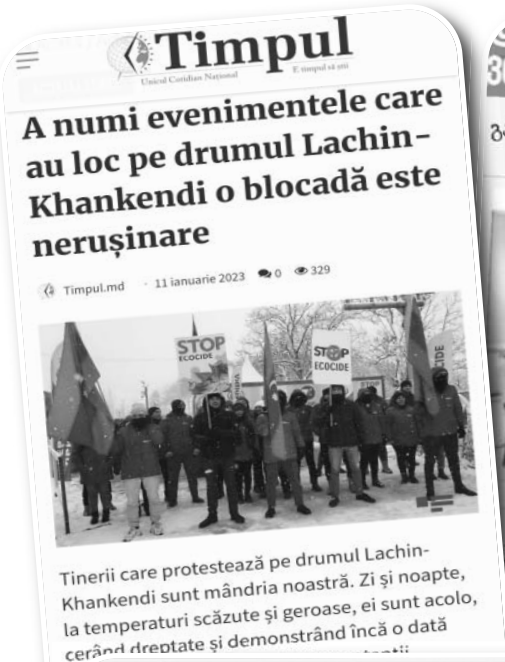 Timpul
Unicul Cotidian Național
E timpul să știi
A numi evenimentele care
au loc pe drumul Lachin-
Khankendi o blocadă este
nerușinare
Timpul.md · 11 ianuarie 2023 0 329
STOP
ECOCIDE
STOP
ECOCIDE
ECOCIDE
Tinerii care protestează pe drumul Lachin-
Khankendi sunt mândria noastră. Zi și noapte,
la temperaturi scăzute și geroase, ei sunt acolo,
cerând dreptate și demonstrând încă o dată